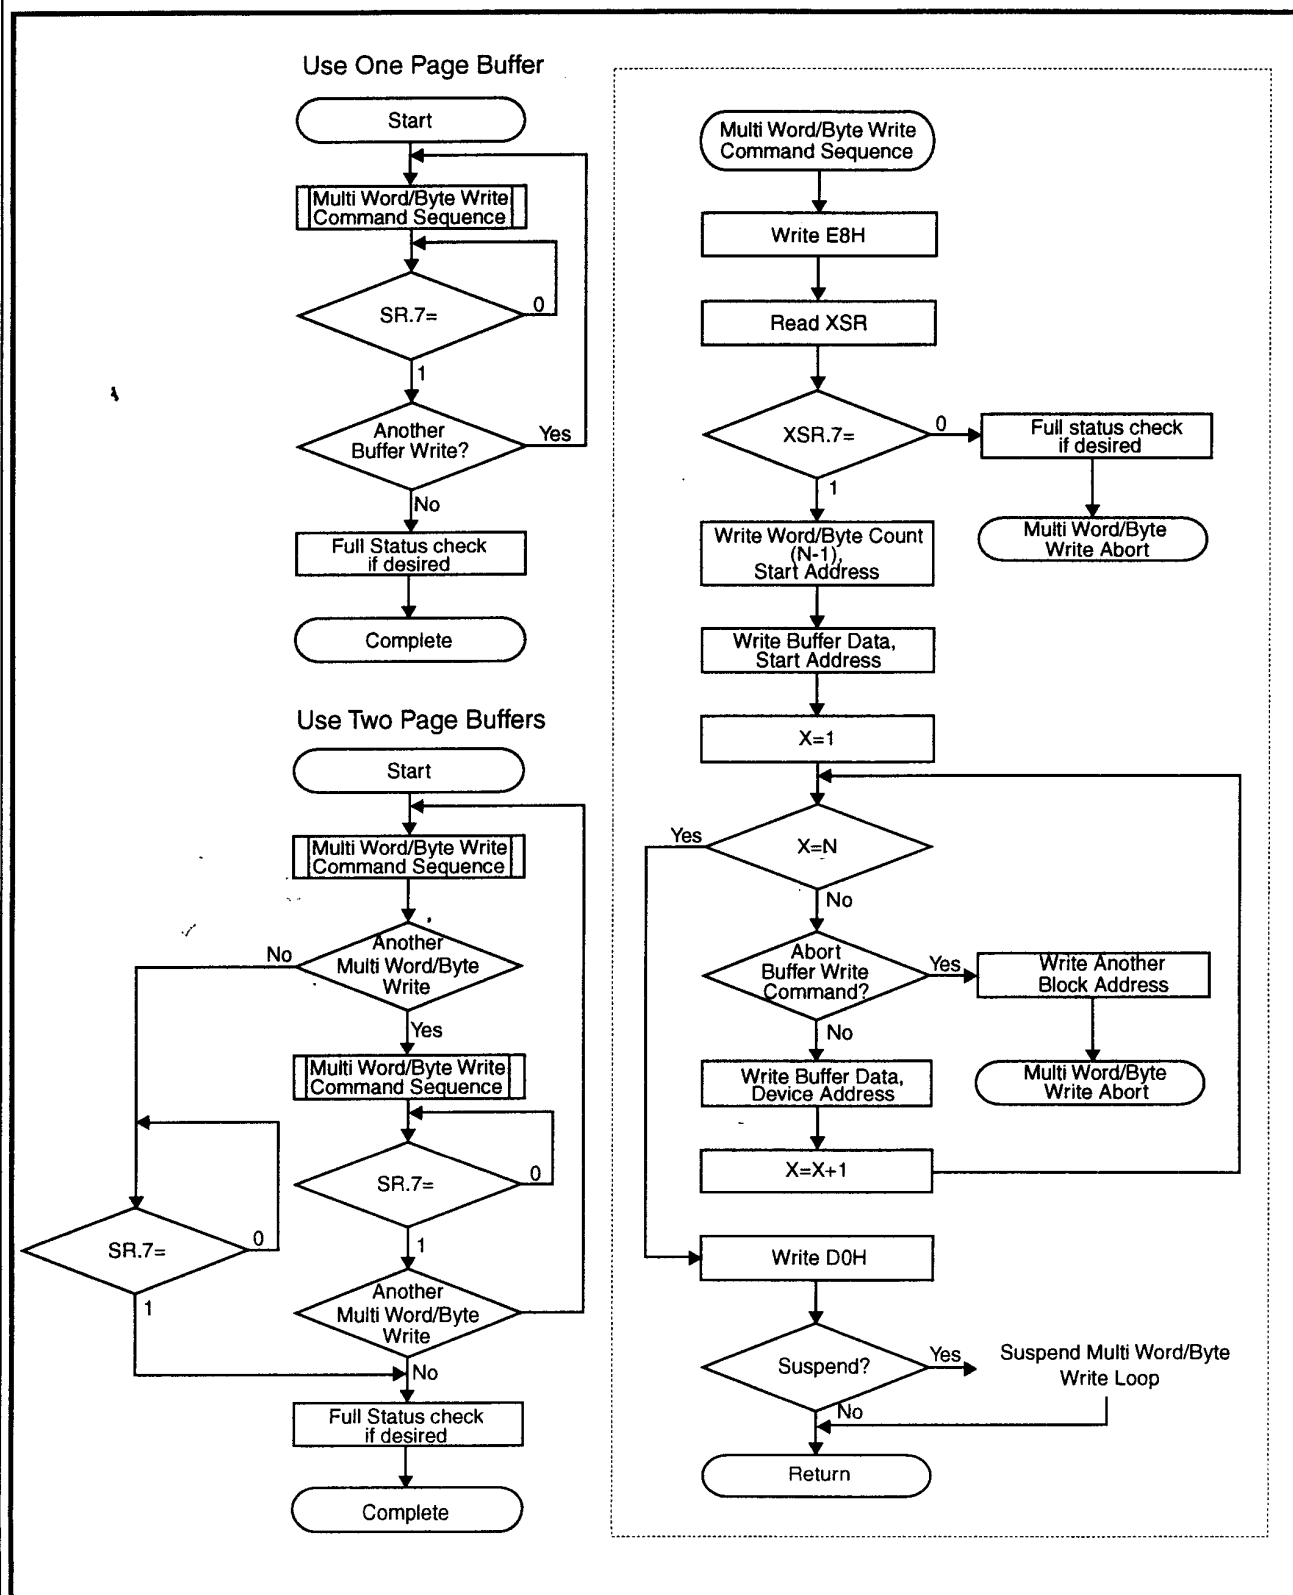 Use One Page Buffer
Start
Multi Word/Byte Write
Command Sequence
SR.7=
0
1
Another
Buffer Write?
Yes
No
Full Status check
if desired
Complete
Use Two Page Buffers
Start
Multi Word/Byte Write
Command Sequence
Another
Multi Word/Byte
Write
No
Yes
Multi Word/Byte Write
Command Sequence
SR.7=
0
1
SR.7=
0
1
Another
Multi Word/Byte
Write
No
Full Status check
if desired
Complete
Multi Word/Byte Write
Command Sequence
Write E8H
Read XSR
XSR.7=
0
Full status check
if desired
Multi Word/Byte
Write Abort
1
Write Word/Byte Count
(N-1),
Start Address
Write Buffer Data,
Start Address
X=1
X=N
Yes
No
Abort
Buffer Write
Command?
Yes
Write Another
Block Address
Multi Word/Byte
Write Abort
No
Write Buffer Data,
Device Address
X=X+1
Write D0H
Suspend?
Yes
Suspend Multi Word/Byte
Write Loop
No
Return